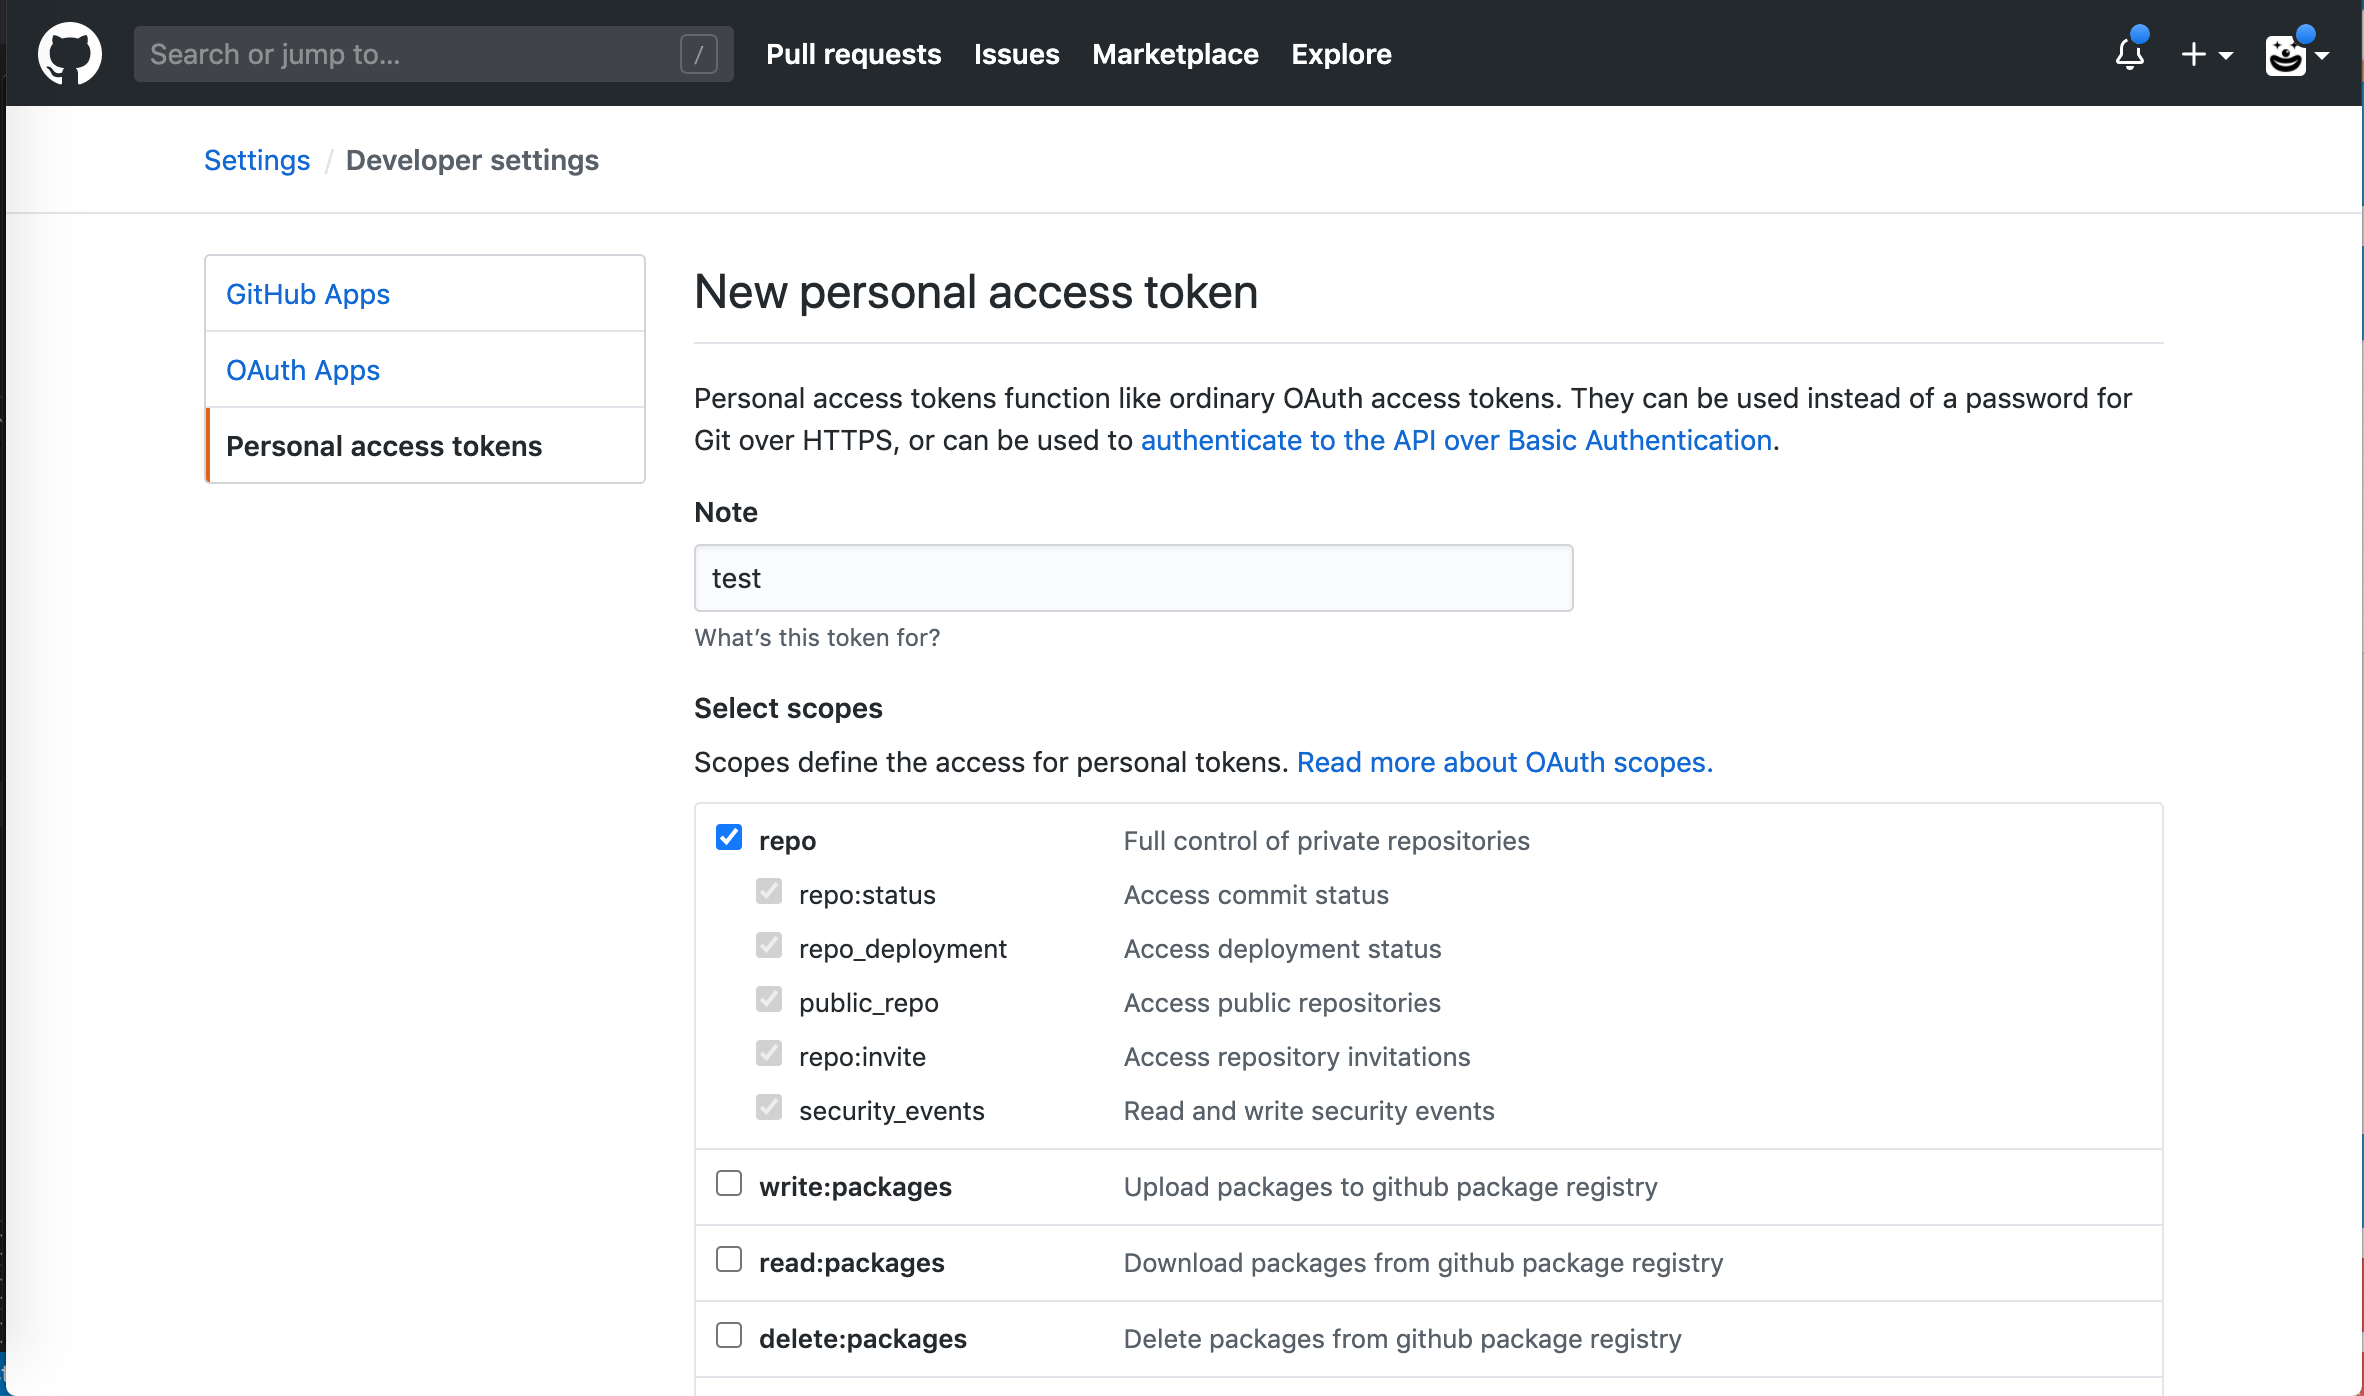 Search or jump to... /
Pull requests Issues Marketplace Explore
Settings / Developer settings
GitHub Apps
OAuth Apps
Personal access tokens
New personal access token
Personal access tokens function like ordinary OAuth access tokens. They can be used instead of a password for
Git over HTTPS, or can be used to authenticate to the API over Basic Authentication.
Note
test
What’s this token for?
Select scopes
Scopes define the access for personal tokens. Read more about OAuth scopes.
repo Full control of private repositories
repo:status Access commit status
repo_deployment Access deployment status
public_repo Access public repositories
repo:invite Access repository invitations
security_events Read and write security events
write:packages Upload packages to github package registry
read:packages Download packages from github package registry
delete:packages Delete packages from github package registry